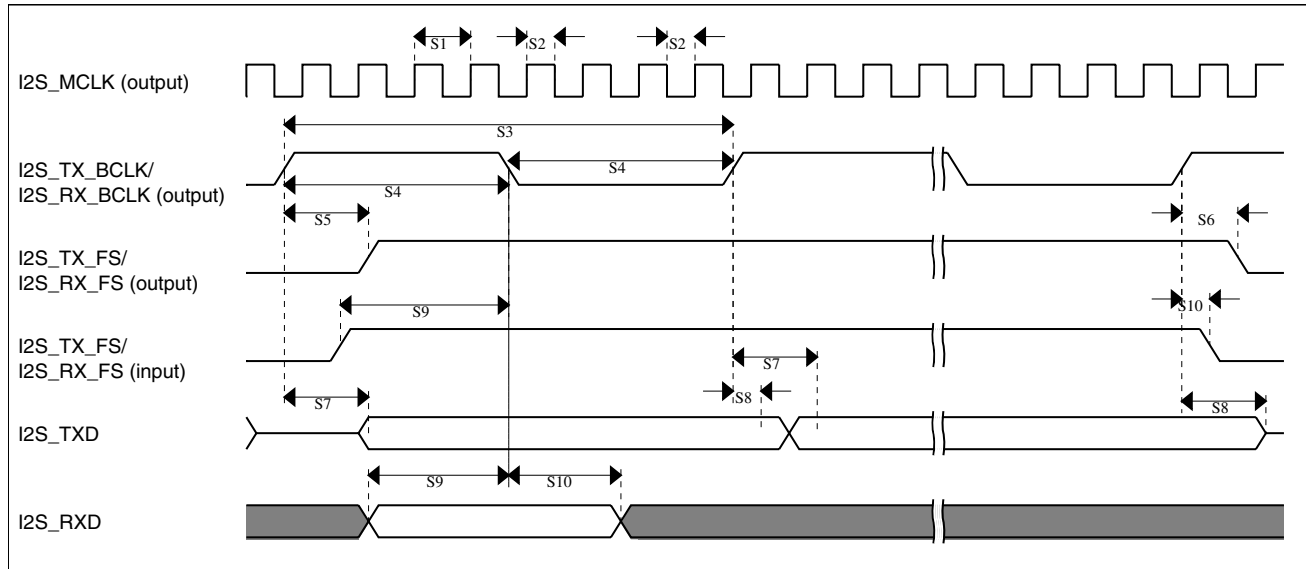 S1 S2 S2
I2S_MCLK (output)
S3
I2S_TX_BCLK/
I2S_RX_BCLK (output)
S4
S4
S5
S6
I2S_TX_FS/
I2S_RX_FS (output)
S9
S10
I2S_TX_FS/
I2S_RX_FS (input)
S7
S7
S8
S8
I2S_TXD
S9 S10
I2S_RXD